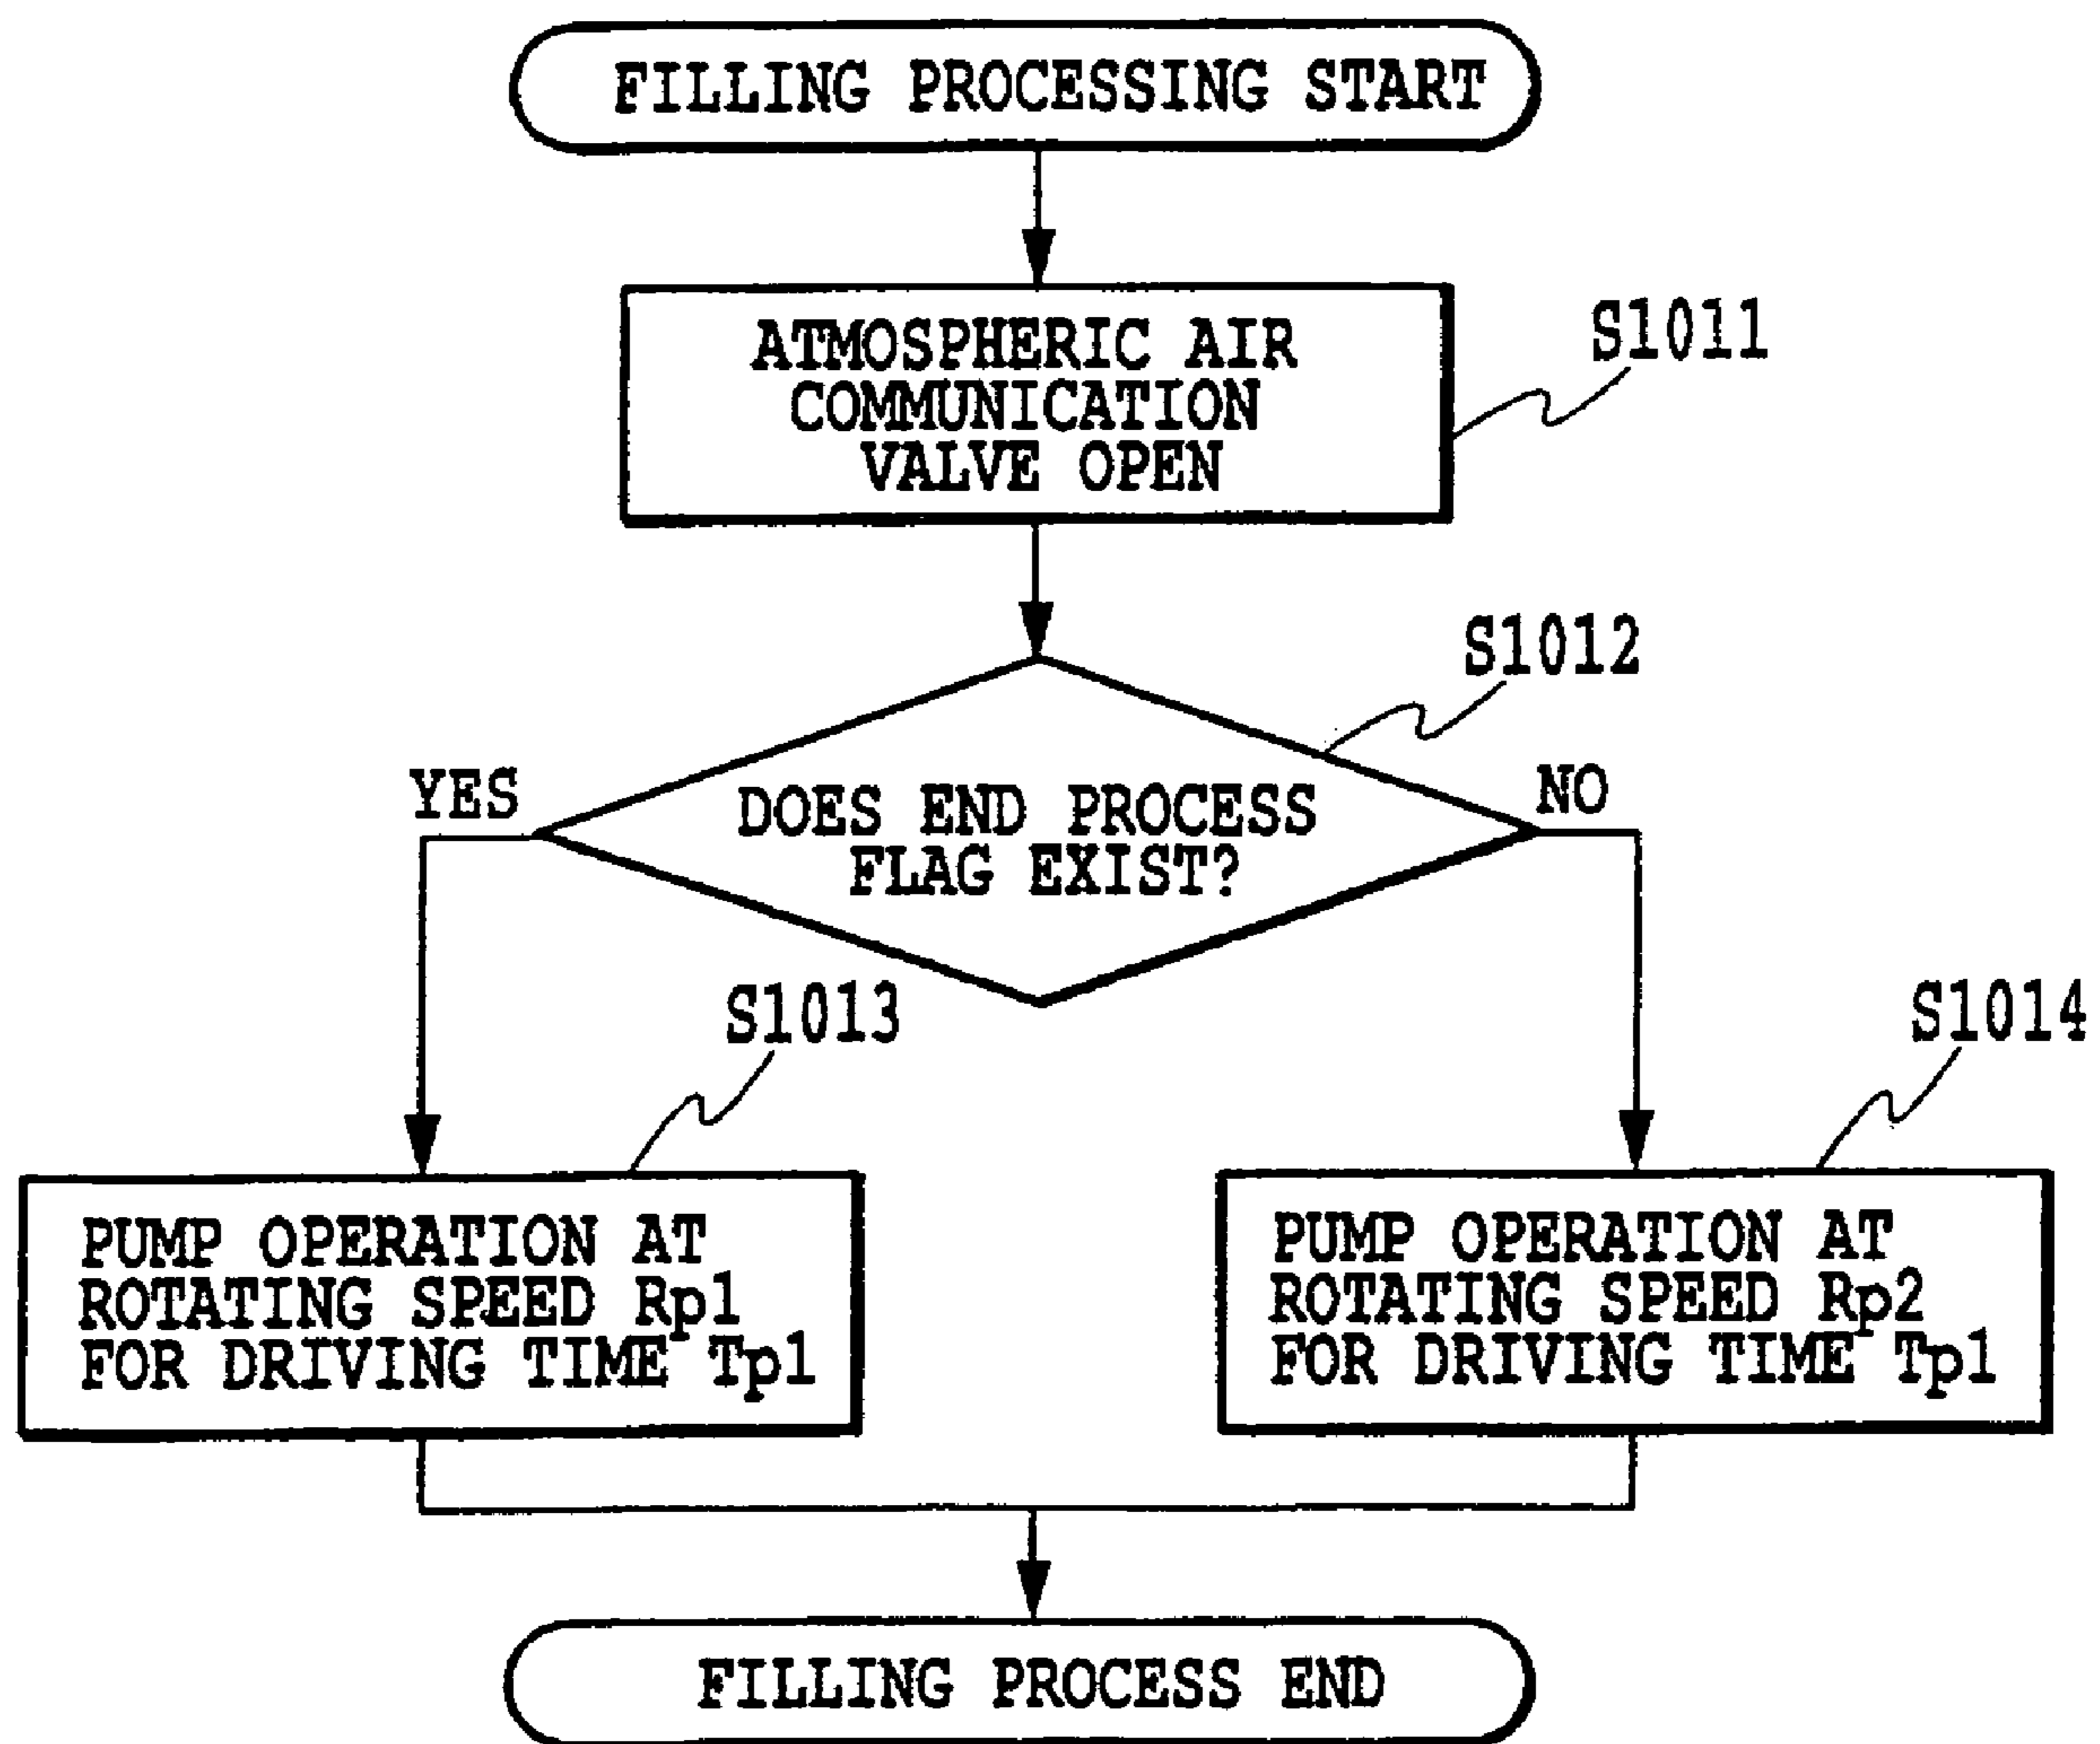 FILLING PROCESSING START
ATMOSPHERIC AIR
COMMUNICATION
VALVE OPEN
S1011
S1012
YES
DOES END PROCESS
FLAG EXIST?
NO
S1013
S1014
PUMP OPERATION AT
ROTATING SPEED Rp1
FOR DRIVING TIME Tp1
PUMP OPERATION AT
ROTATING SPEED Rp2
FOR DRIVING TIME Tp1
FILLING PROCESS END